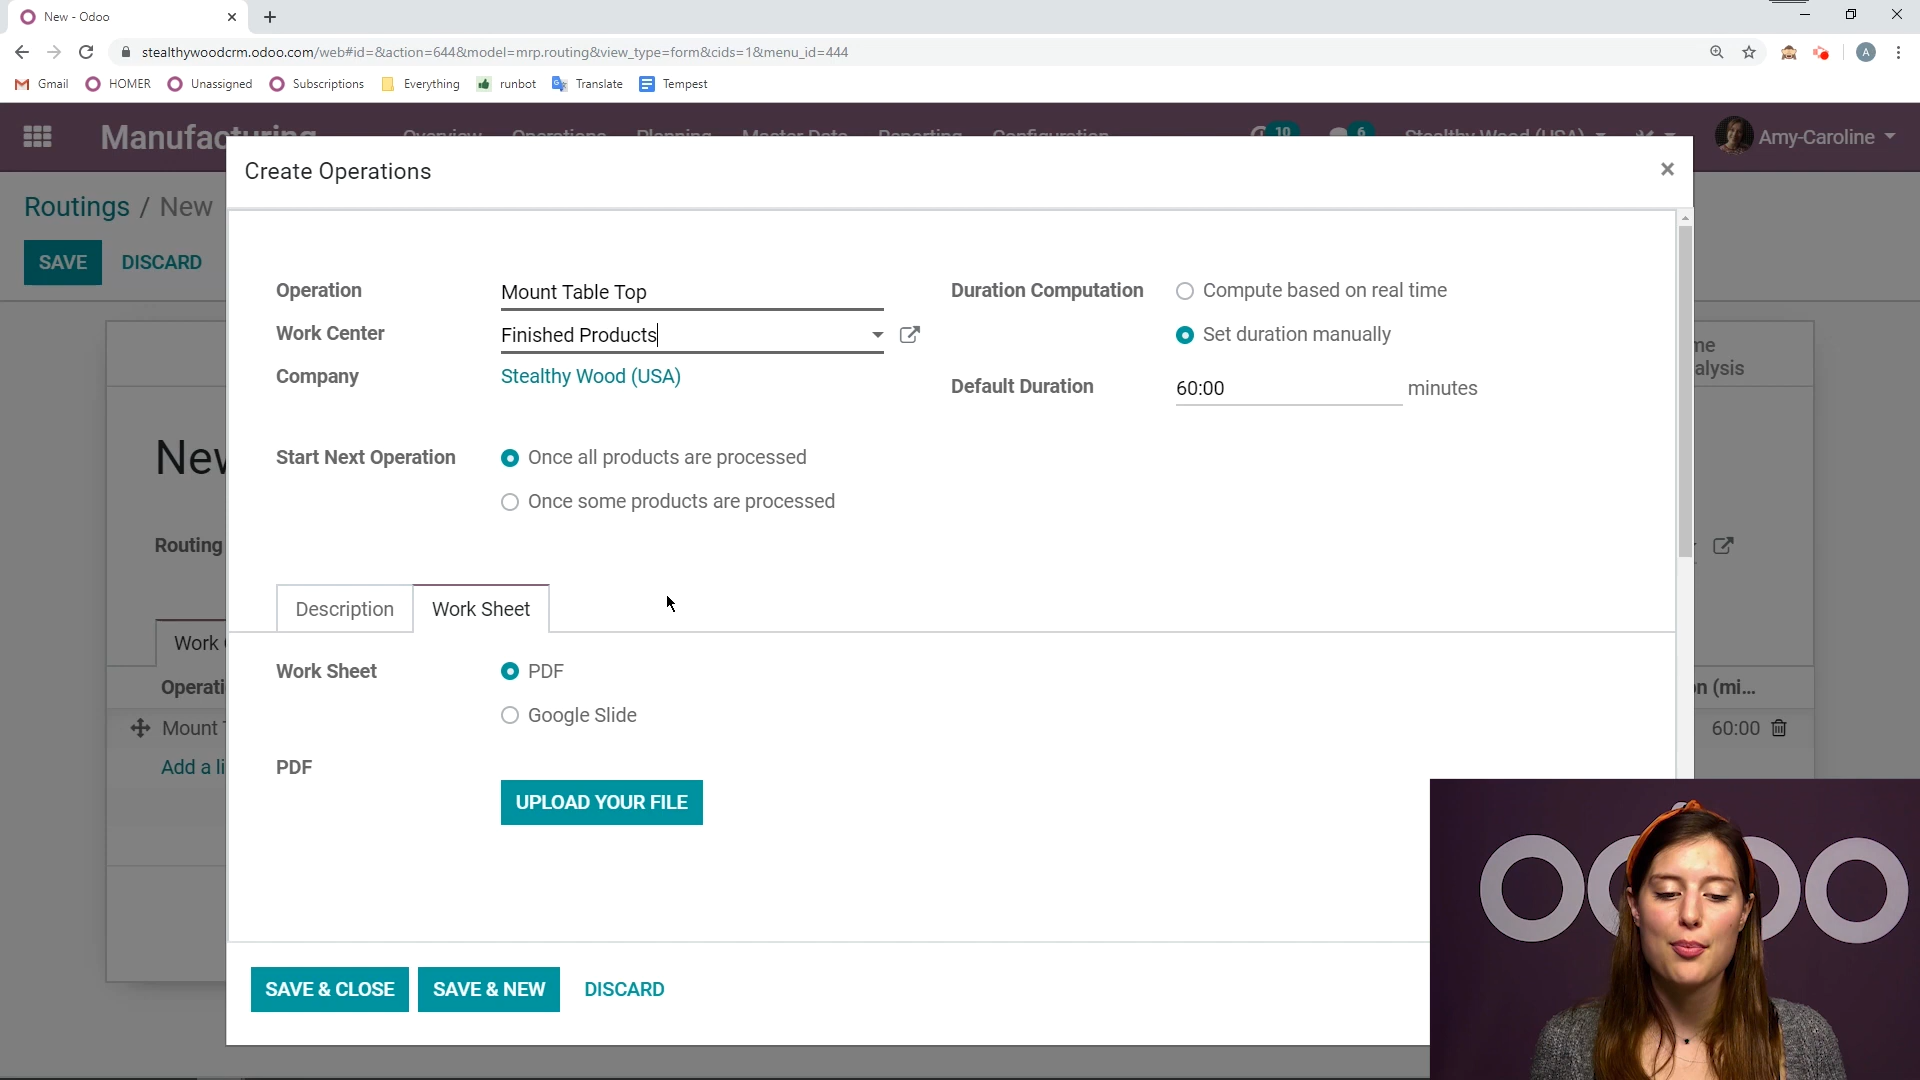 New - Odoo
stealthywoodcrm.odoo.com/web#id=&action=644&model=mrp.routing&view_type=form&cids=1&menu_id=444
A
Gmail HOMER Unassigned Subscriptions Everything runbot Translate Tempest
Manufacturing Overview Operations Planning Master Data Reporting Configuration 10 6 Stealthy Wood (USA) Amy-Caroline
Create Operations
Routings / New
SAVE DISCARD
Operation Mount Table Top
Duration Computation Compute based on real time
Work Center Finished Products
Set duration manually
Company Stealthy Wood (USA)
Default Duration 60:00 minutes
alysis
New
Start Next Operation Once all products are processed
Once some products are processed
Routing
Description Work Sheet
Work
Work Sheet PDF
Operati
n (mi...
Google Slide
Mount T
60:00
Add a li
PDF
UPLOAD YOUR FILE
odoo
SAVE & CLOSE SAVE & NEW DISCARD